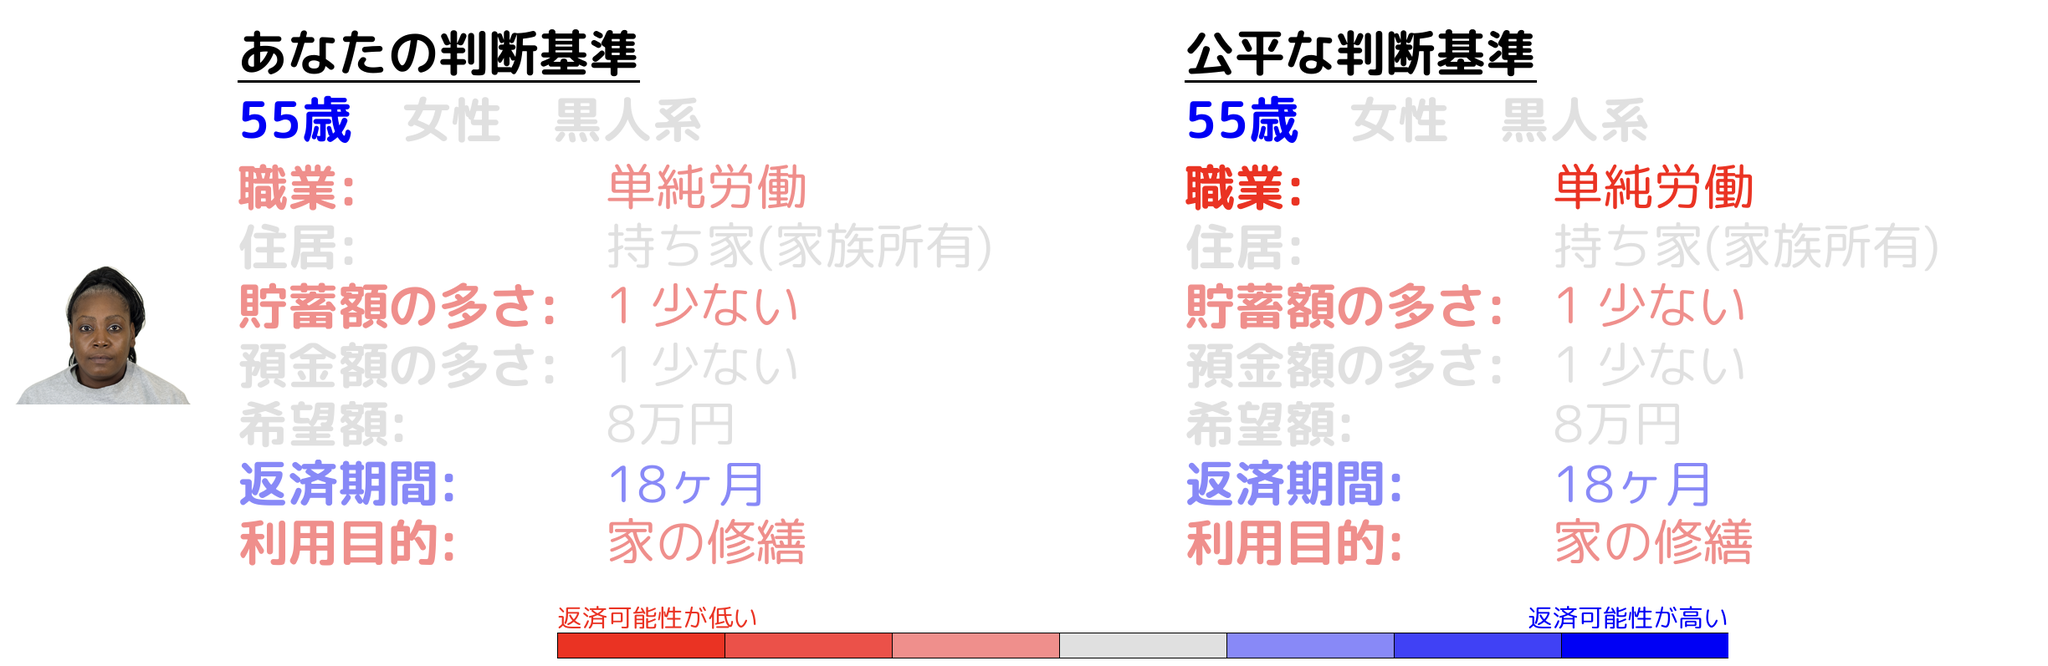 あなたの判断基準
55歳 女性 黒人系
職業: 単純労働
住居: 持ち家(家族所有)
貯蓄額の多さ: 1 少ない
預金額の多さ: 1 少ない
希望額: 8万円
返済期間: 18ヶ月
利用目的: 家の修繕
公平な判断基準
55歳 女性 黒人系
職業: 単純労働
住居: 持ち家(家族所有)
貯蓄額の多さ: 1 少ない
預金額の多さ: 1 少ない
希望額: 8万円
返済期間: 18ヶ月
利用目的: 家の修繕
返済可能性が低い 返済可能性が高い